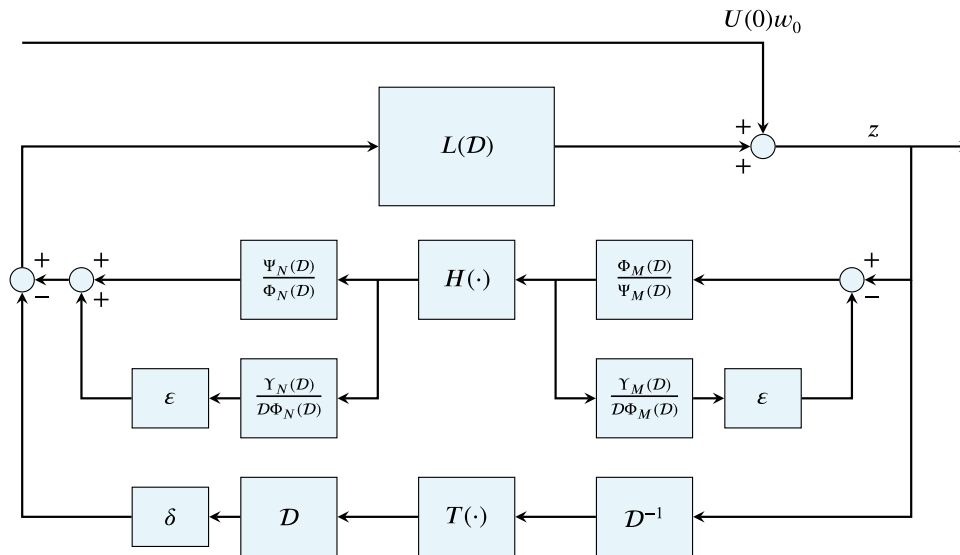 U(0)w₀
L(𝒟)
+
+
z
+
−
+
+
Ψ_N(𝒟)
Φ_N(𝒟)
H(·)
Φ_M(𝒟)
Ψ_M(𝒟)
+
−
ε
Υ_N(𝒟)
𝒟Φ_N(𝒟)
Υ_M(𝒟)
𝒟Φ_M(𝒟)
ε
δ
𝒟
T(·)
𝒟⁻¹